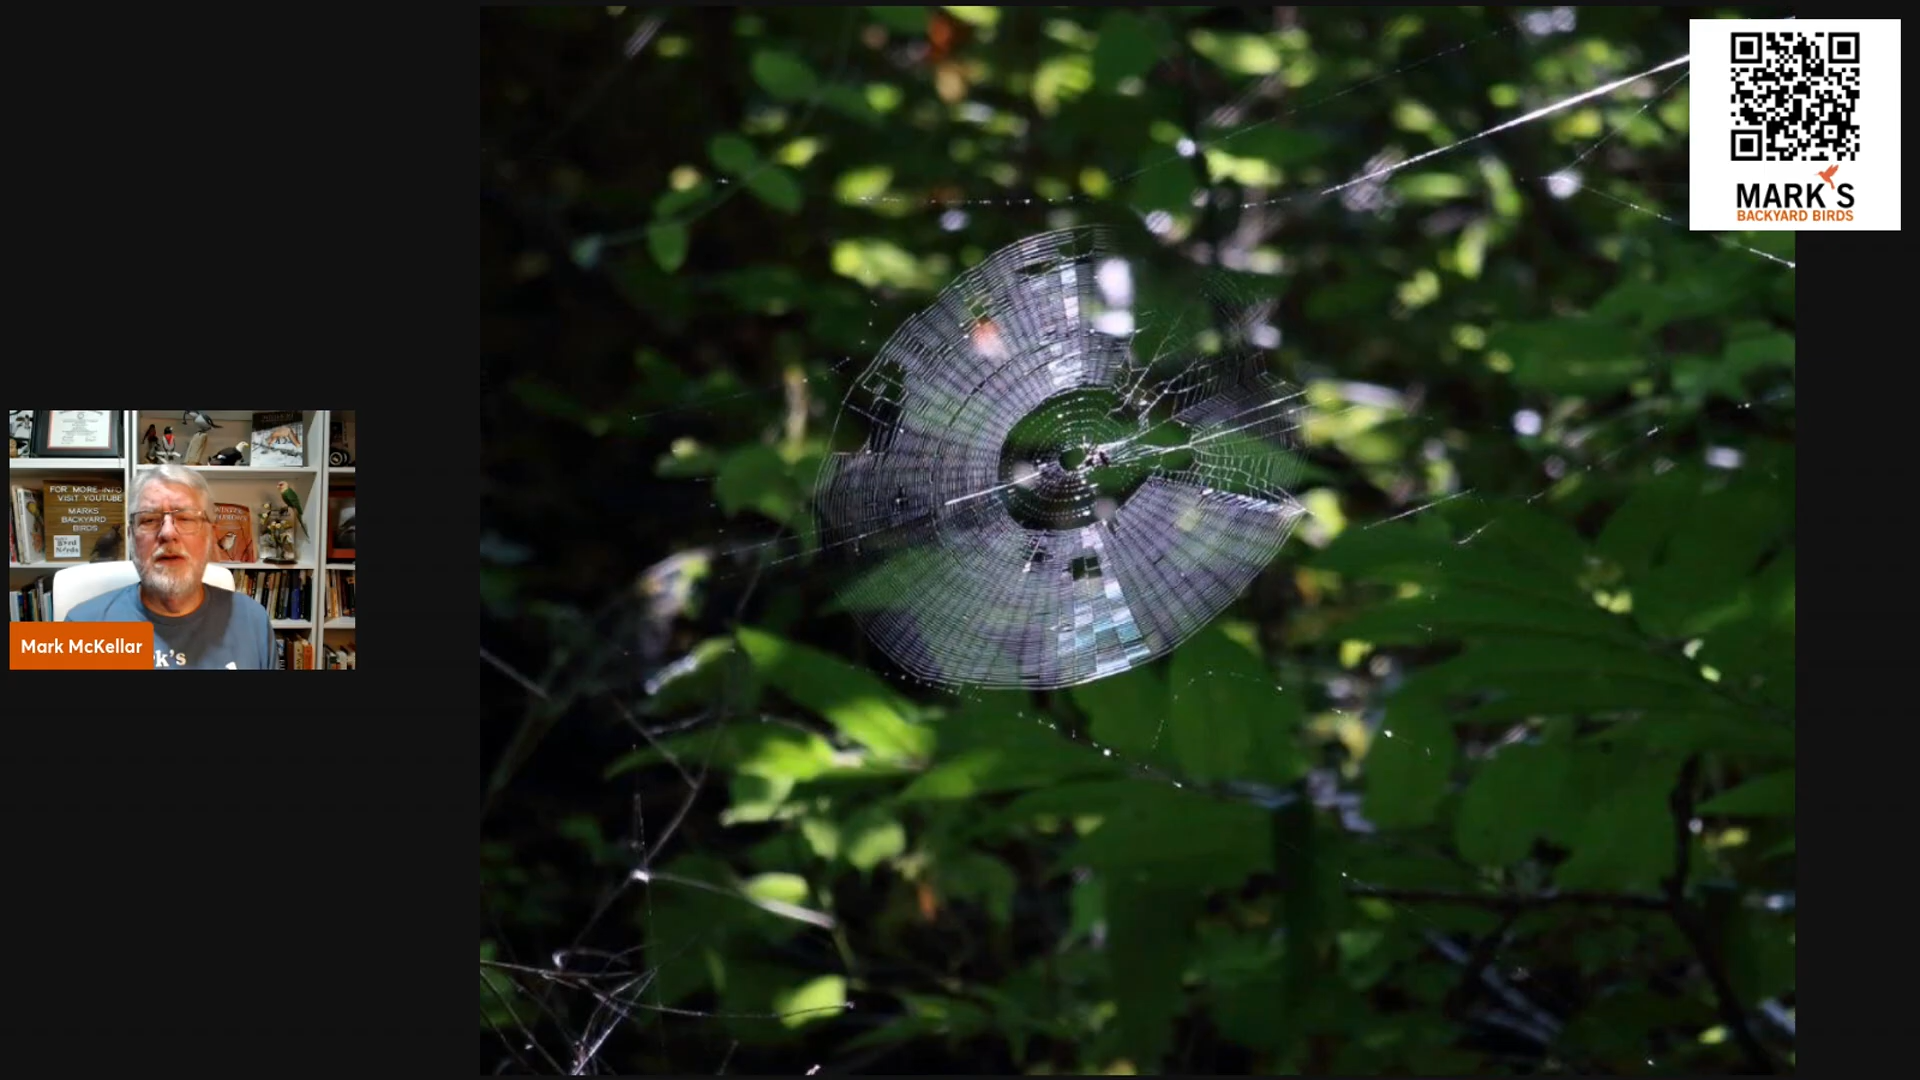 MARK'S
BACKYARD BIRDS
FOR MORE INFO
VISIT YOUTUBE
MARKS
BACKYARD
BIRDS
Mark McKellar
k's